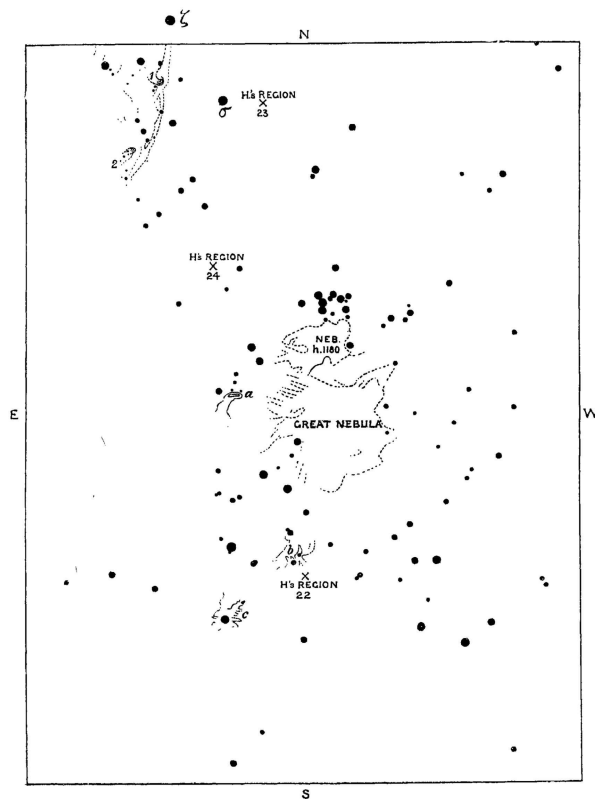 ζ
N
1
H's REGION
23
σ
2
H's REGION
24
NEB.
h.1180
a
E
W
GREAT NEBULA
b
H's REGION
22
c
S